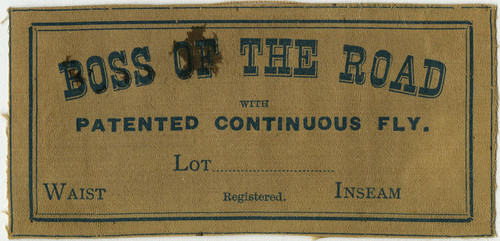 BOSS OF THE ROAD
WITH
PATENTED CONTINUOUS FLY.
LOT....................
WAIST Registered. INSEAM